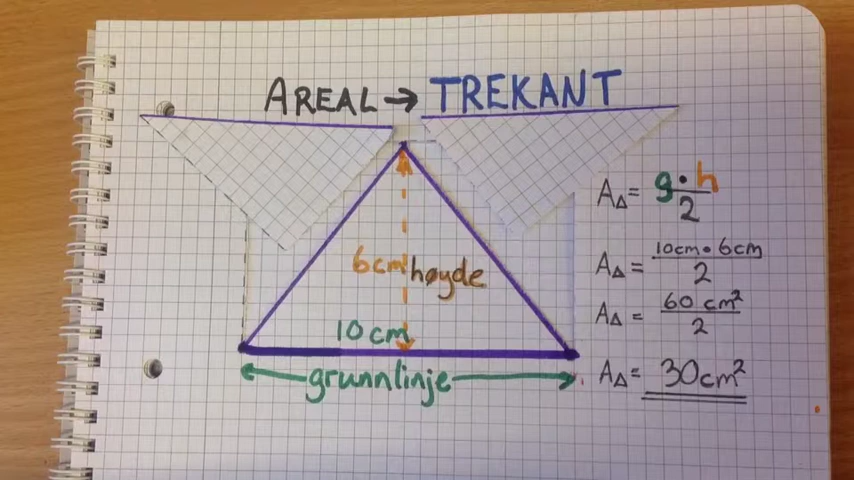 AREAL → TREKANT
A△ = g · h / 2
6cm høyde
A△ = 10cm · 6cm / 2
A△ = 60 cm² / 2
10 cm
A△ = 30cm²
grunnlinje